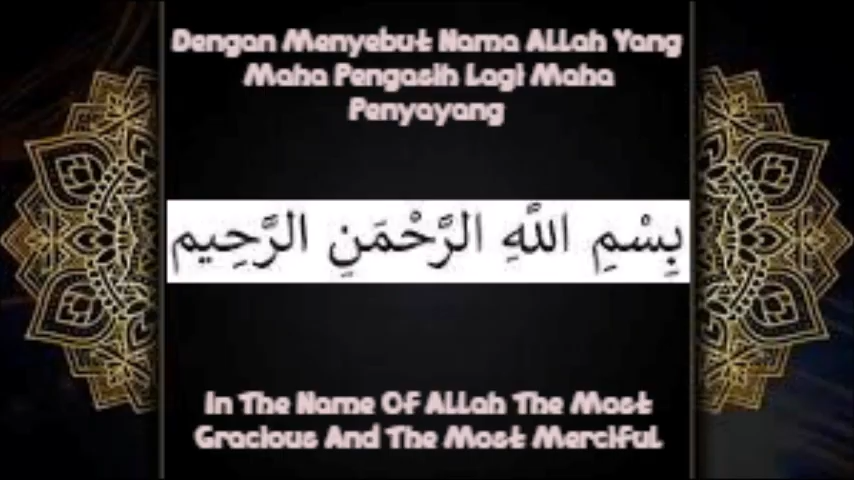 Dengan Menyebut Nama Allah Yang
Maha Pengasih Lagi Maha
Penyayang
بِسْمِ اللَّهِ الرَّحْمَنِ الرَّحِيم
In The Name Of Allah The Most
Gracious And The Most Merciful